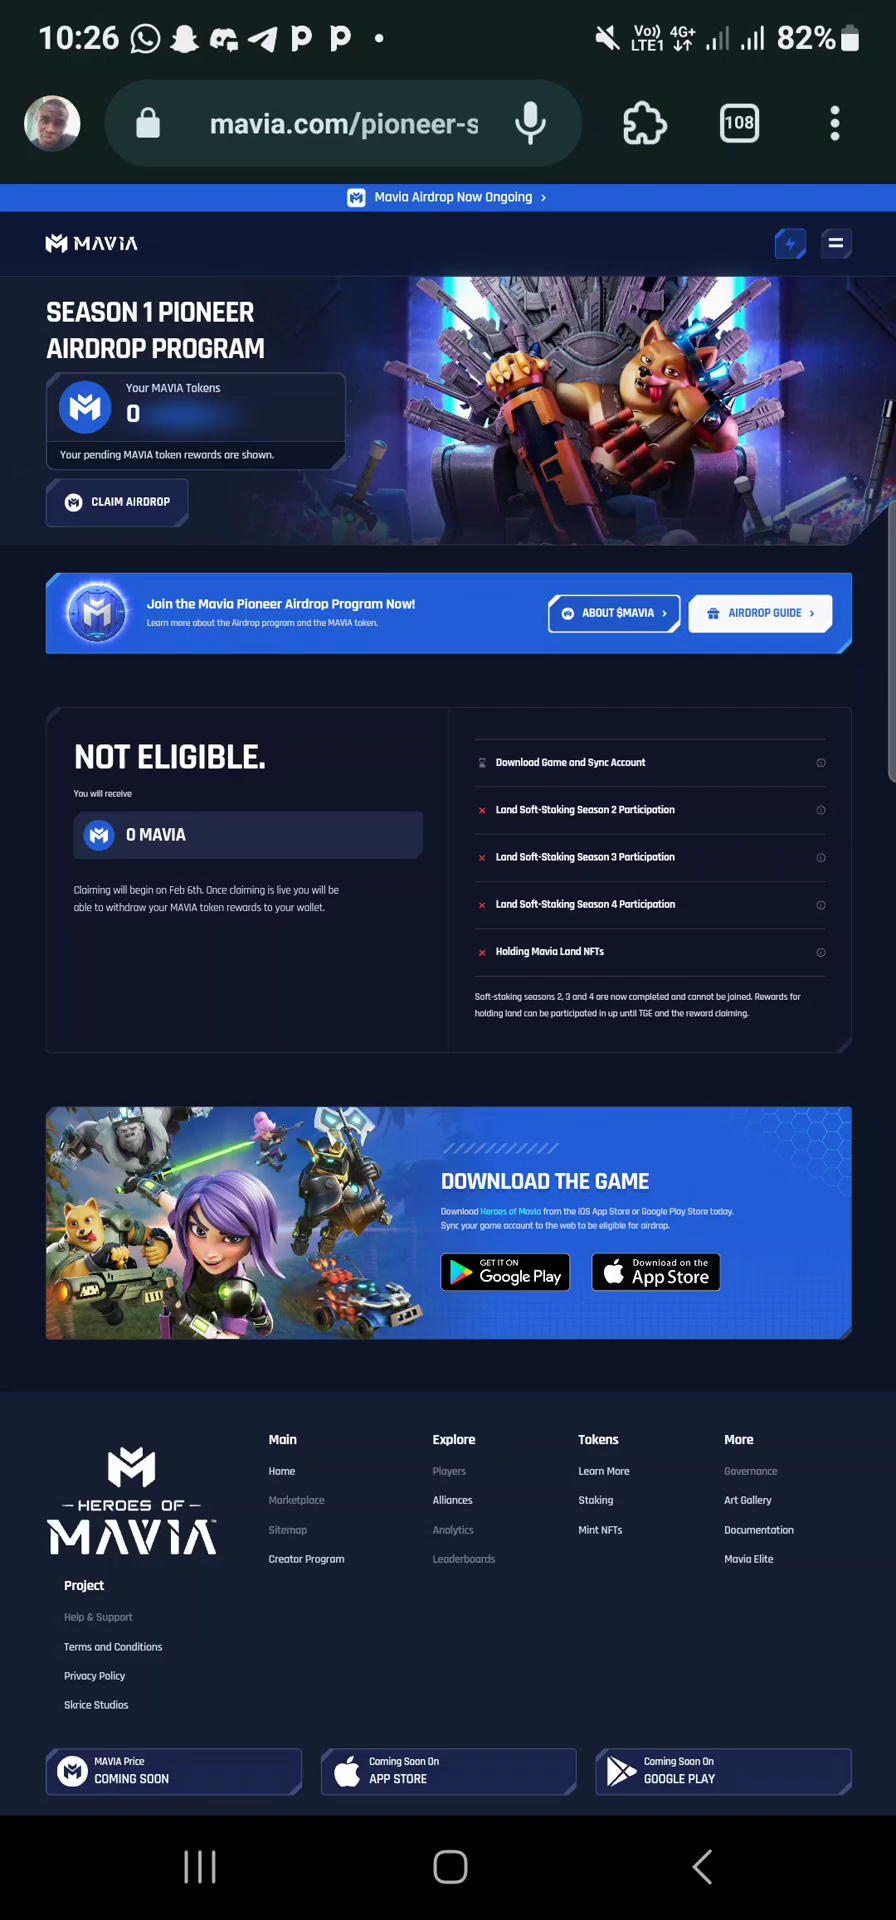 10:26
Vo)) LTE1 4G+ 82%
mavia.com/pioneer-s
108
Mavia Airdrop Now Ongoing
MAVIA
SEASON 1 PIONEER
AIRDROP PROGRAM
Your MAVIA Tokens
0
Your pending MAVIA token rewards are shown.
CLAIM AIRDROP
Join the Mavia Pioneer Airdrop Program Now!
Learn more about the Airdrop program and the MAVIA token.
ABOUT $MAVIA
AIRDROP GUIDE
NOT ELIGIBLE.
You will receive
0 MAVIA
Claiming will begin on Feb 6th. Once claiming is live you will be
able to withdraw your MAVIA token rewards to your wallet.
Download Game and Sync Account
Land Soft-Staking Season 2 Participation
Land Soft-Staking Season 3 Participation
Land Soft-Staking Season 4 Participation
Holding Mavia Land NFTs
Soft-staking seasons 2, 3 and 4 are now completed and cannot be joined. Rewards for
holding land can be participated in up until TGE and the reward claiming.
DOWNLOAD THE GAME
Download Heroes of Mavia from the iOS App Store or Google Play Store today.
Sync your game account to the web to be eligible for airdrop.
GET IT ON
Google Play
Download on the
App Store
HEROES OF
MAVIA™
Main
Home
Marketplace
Sitemap
Creator Program
Explore
Players
Alliances
Analytics
Leaderboards
Tokens
Learn More
Staking
Mint NFTs
More
Governance
Art Gallery
Documentation
Mavia Elite
Project
Help & Support
Terms and Conditions
Privacy Policy
Skrice Studios
MAVIA Price
COMING SOON
Coming Soon On
APP STORE
Coming Soon On
GOOGLE PLAY